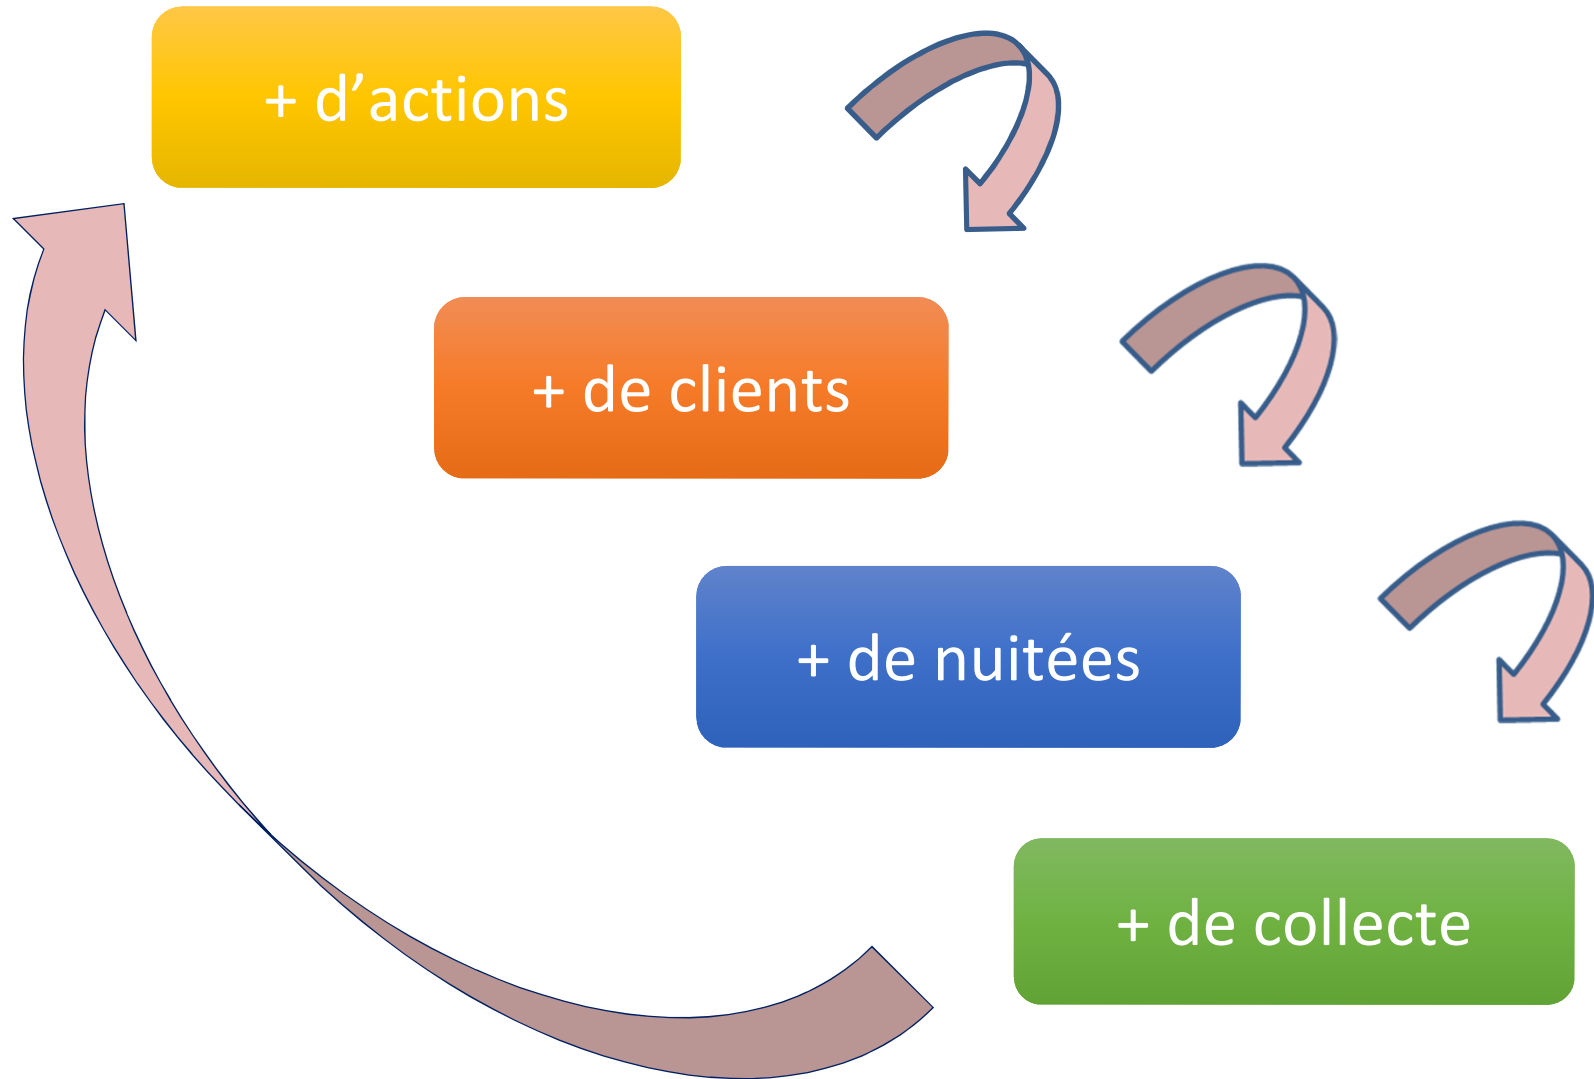 + d’actions
+ de clients
+ de nuitées
+ de collecte